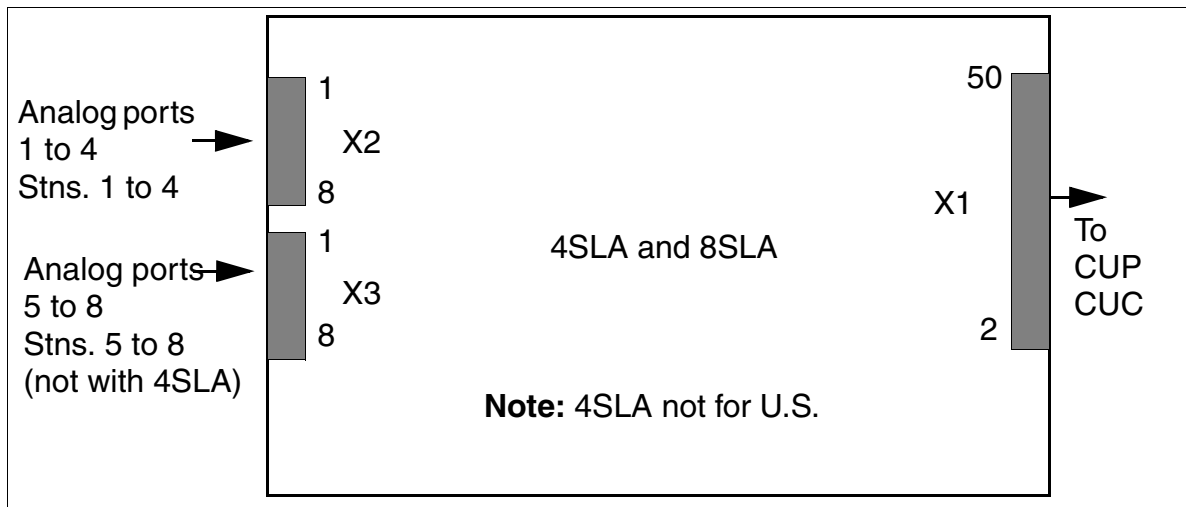 Analog ports
1 to 4
Stns. 1 to 4
1
X2
8
Analog ports
5 to 8
Stns. 5 to 8
(not with 4SLA)
1
X3
8
4SLA and 8SLA
Note: 4SLA not for U.S.
50
X1
2
To
CUP
CUC